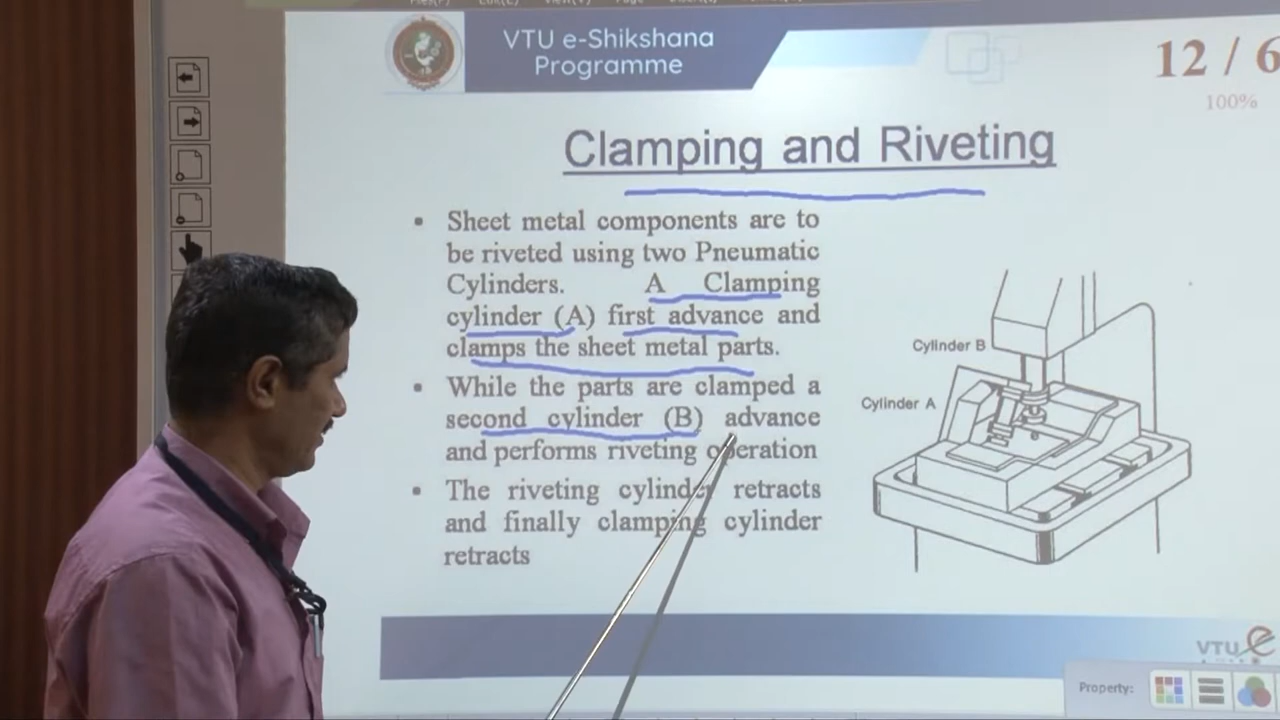 VTU e-Shikshana
Programme
12 / 6
100%
Clamping and Riveting
• Sheet metal components are to
be riveted using two Pneumatic
Cylinders. A Clamping
cylinder (A) first advance and
clamps the sheet metal parts.
• While the parts are clamped a
second cylinder (B) advance
and performs riveting operation
• The riveting cylinder retracts
and finally clamping cylinder
retracts
Cylinder B
Cylinder A
VTU e
Property: